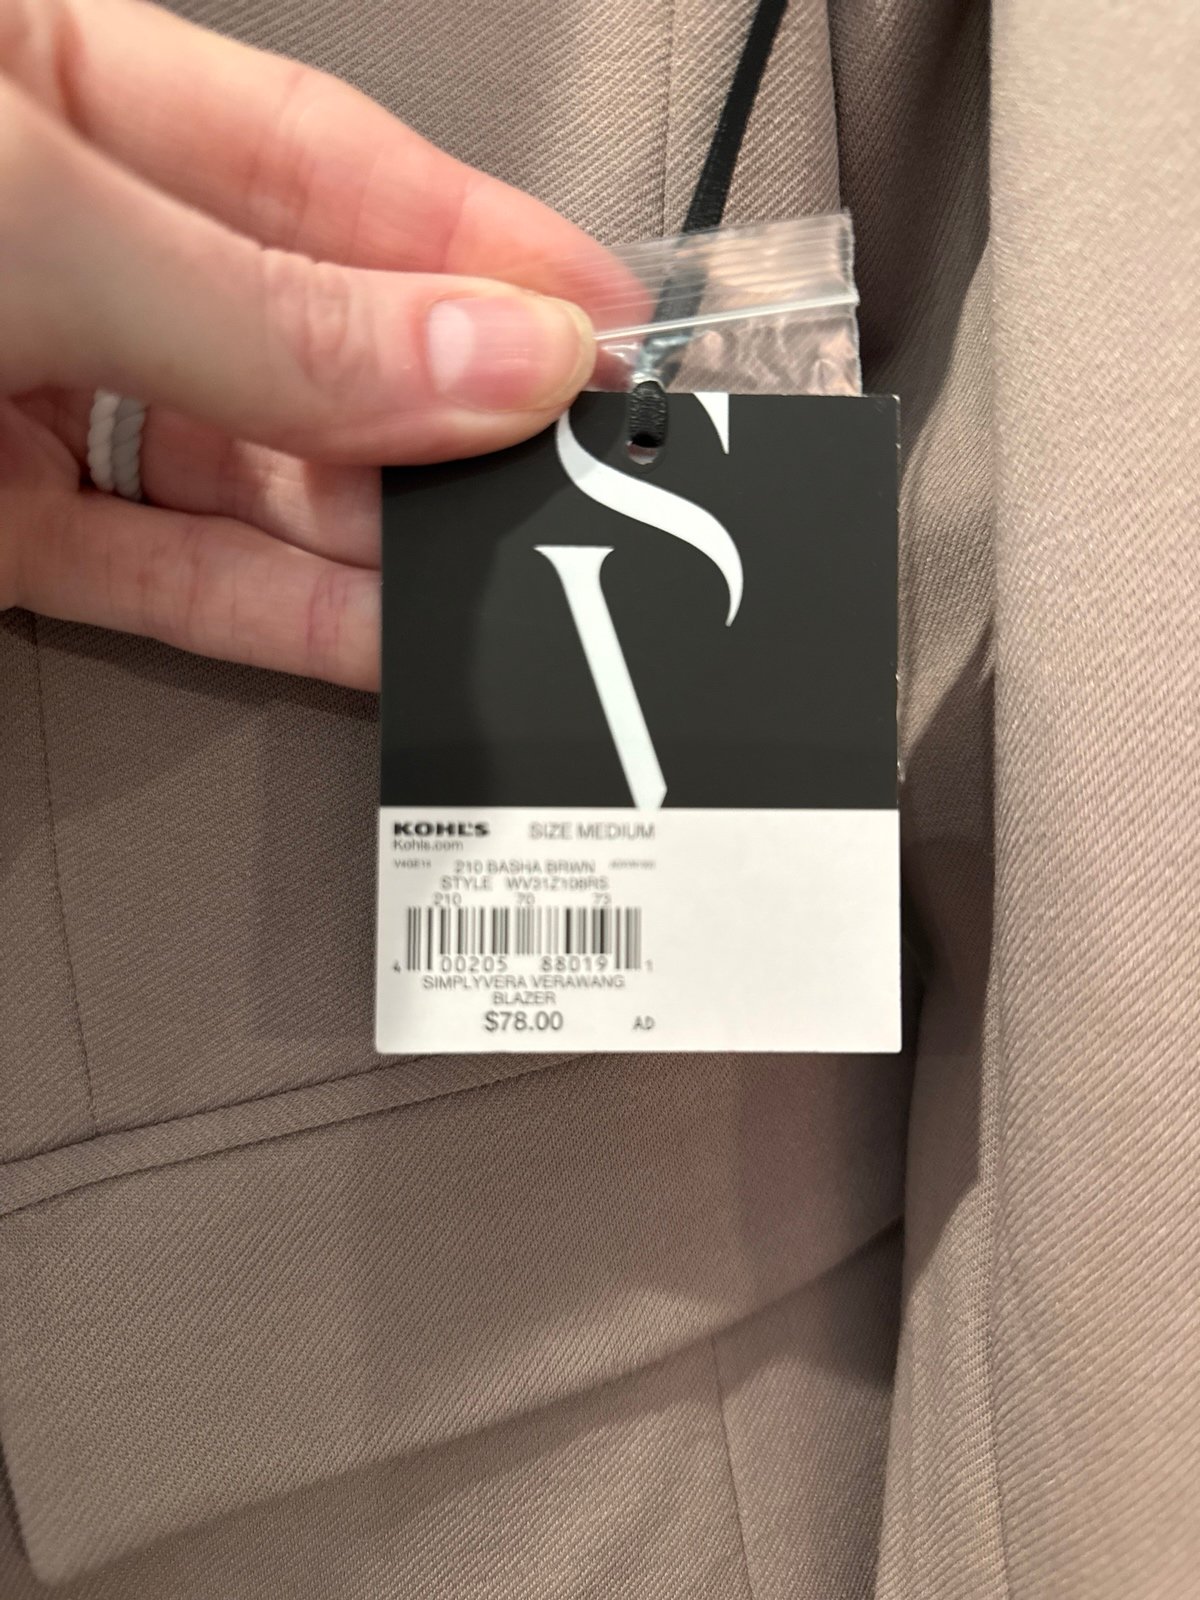 SV
KOHL'S SIZE MEDIUM
Kohls.com
210 BASHA BRWN
STYLE WV31Z108RS
210 70 73
4 00205 88019 1
SIMPLYVERA VERAWANG
BLAZER
$78.00 AD